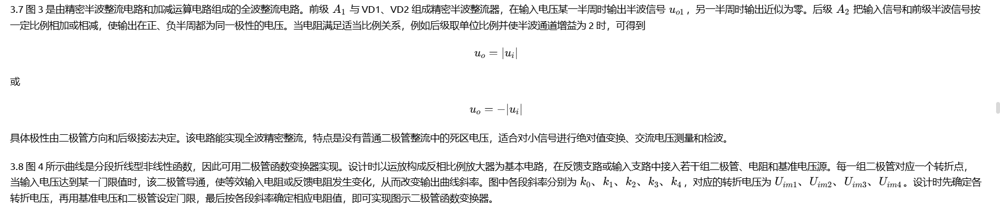 3.7 图 3 是由精密半波整流电路和加减运算电路组成的全波整流电路。前级 A₁ 与 VD1、VD2 组成精密半波整流器，在输入电压某一半周时输出半波信号 uₒ₁，另一半周时输出近似为零。后级 A₂ 把输入信号和前级半波信号按
一定比例相加或相减，使输出在正、负半周都为同一极性的电压。当电阻满足适当比例关系，例如后级取单位比例并使半波通道增益为 2 时，可得到
uₒ = |uᵢ|
或
uₒ = −|uᵢ|
具体极性由二极管方向和后级接法决定。该电路能实现全波精密整流，特点是没有普通二极管整流中的死区电压，适合对小信号进行绝对值变换、交流电压测量和检波。
3.8 图 4 所示曲线是分段折线型非线性函数，因此可用二极管函数变换器实现。设计时以运放构成反相比例放大器为基本电路，在反馈支路或输入支路中接入若干组二极管、电阻和基准电压源。每一组二极管对应一个转折点，
当输入电压达到某一门限值时，该二极管导通，使等效输入电阻或反馈电阻发生变化，从而改变输出曲线斜率。图中各段斜率分别为 k₀、k₁、k₂、k₃、k₄，对应的转折电压为 Uᵢₘ₁、Uᵢₘ₂、Uᵢₘ₃、Uᵢₘ₄。设计时先确定各
转折电压，再用基准电压和二极管设定门限，最后按各段斜率确定相应电阻值，即可实现图示二极管函数变换器。